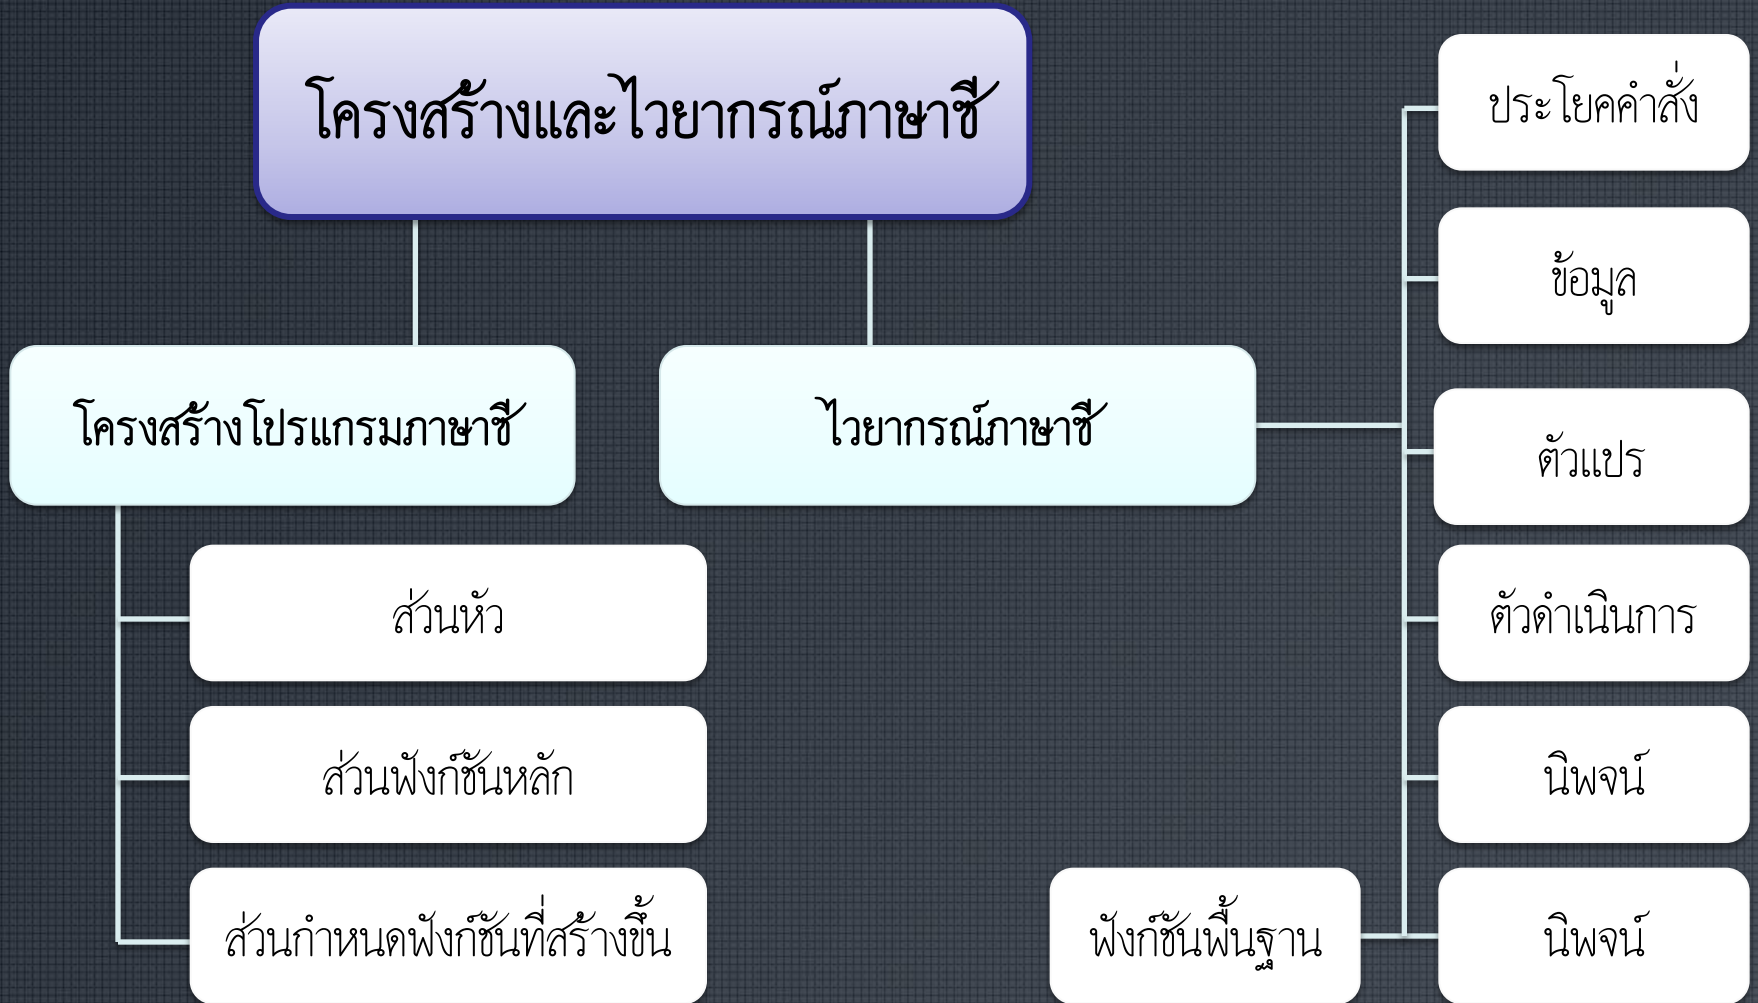 โครงสร้างและไวยากรณ์ภาษาซี
โครงสร้างโปรแกรมภาษาซี
ส่วนหัว
ส่วนฟังก์ชันหลัก
ส่วนกำหนดฟังก์ชันที่สร้างขึ้น
ไวยากรณ์ภาษาซี
ประโยคคำสั่ง
ข้อมูล
ตัวแปร
ตัวดำเนินการ
นิพจน์
ฟังก์ชันพื้นฐาน
นิพจน์